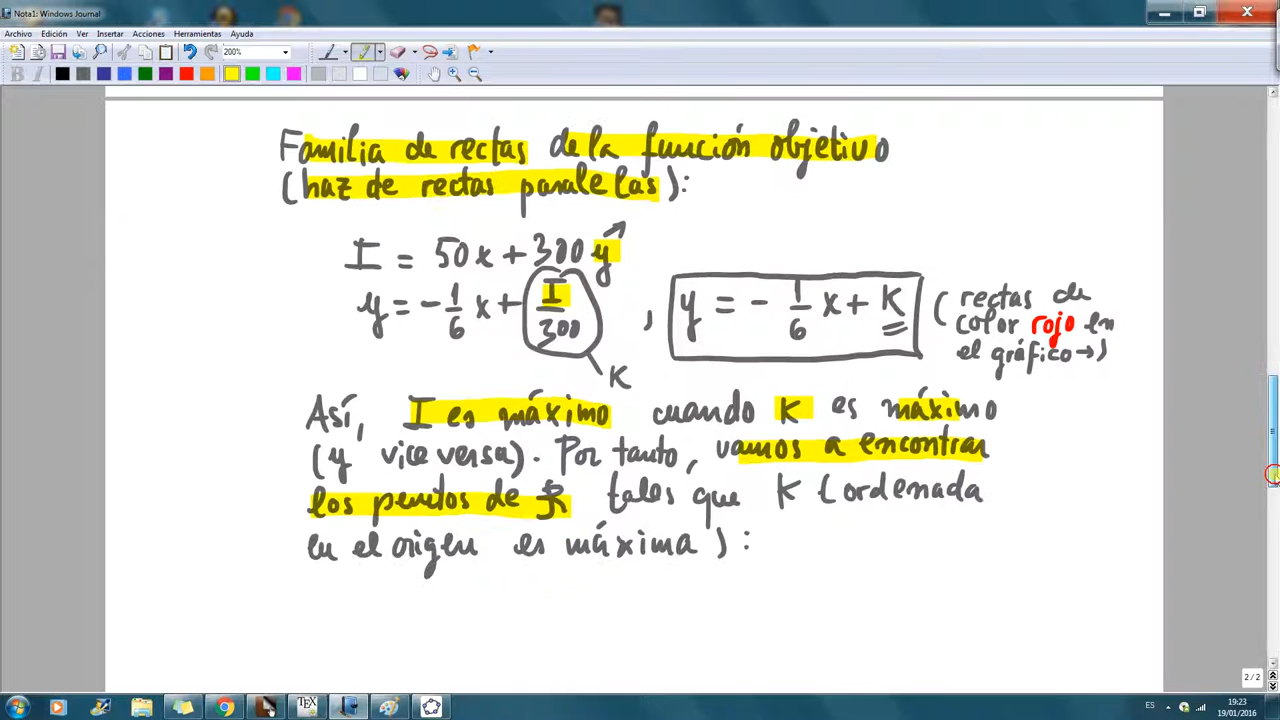 Nota1: Windows Journal
Archivo Edición Ver Insertar Acciones Herramientas Ayuda
200%
Familia de rectas de la función objetivo
(haz de rectas paralelas):
I = 50x + 300y
y = -1/6 x + I/300 , y = -1/6 x + K (rectas de
color rojo en
el gráfico →)
K
Así, I es máximo cuando K es máximo
(y viceversa). Por tanto, vamos a encontrar
los puntos de R tales que K (ordenada
en el origen es máxima):
2 / 2
ES
19:23
19/01/2016